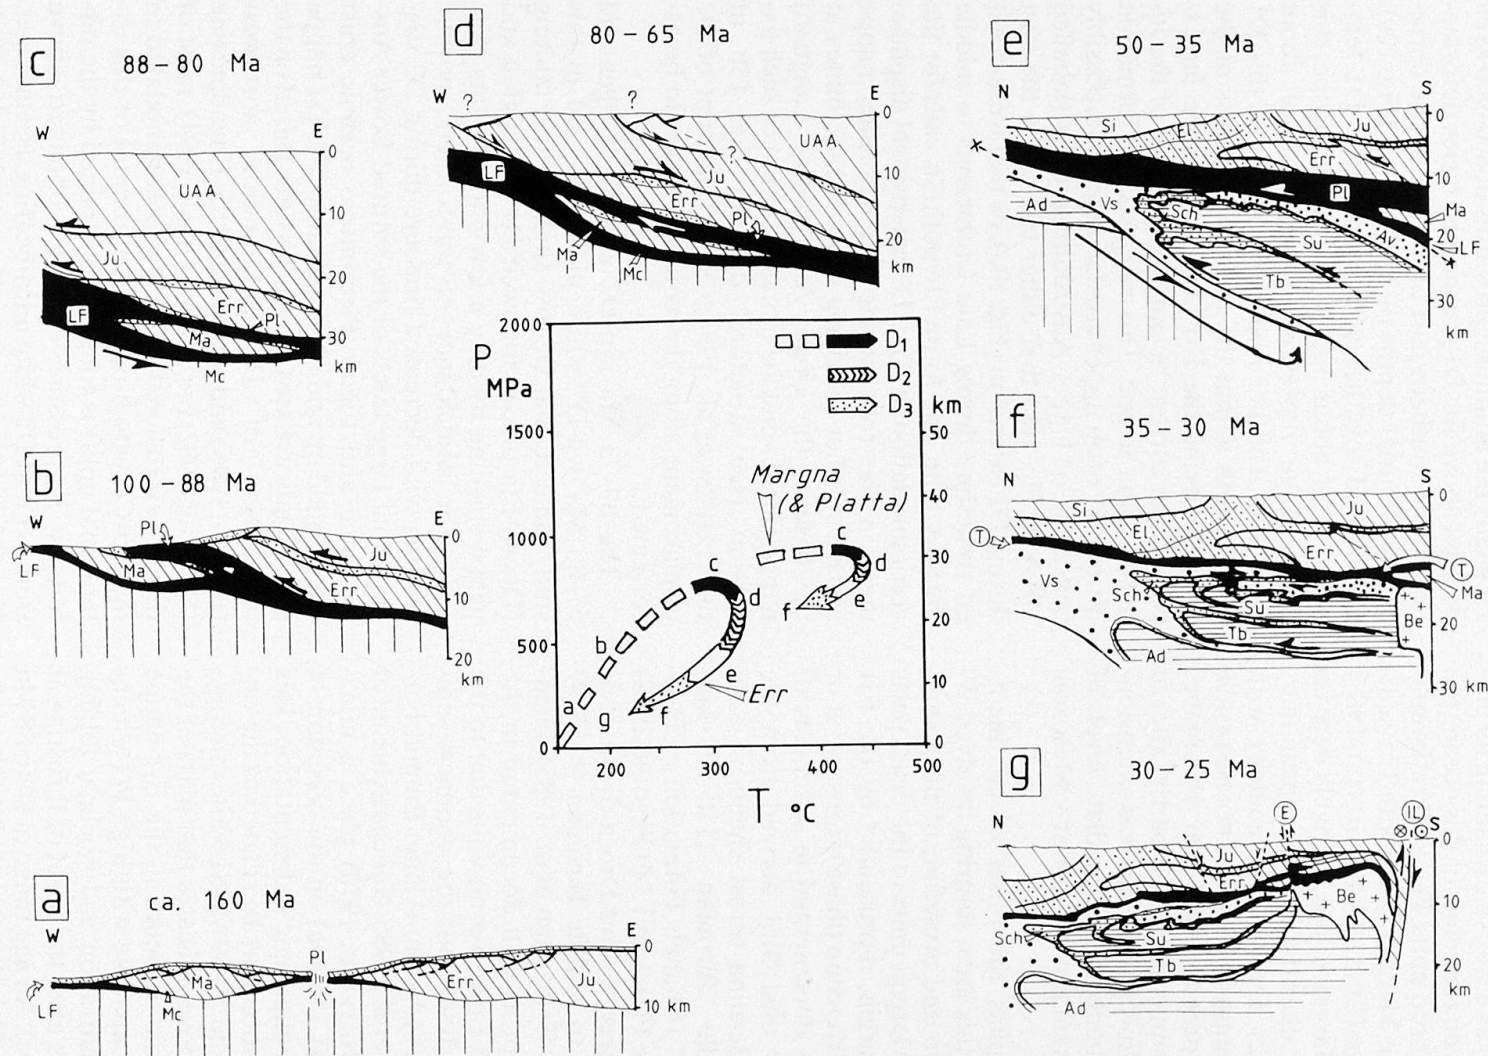 c 88 – 80 Ma
W E
0
UAA
10
Ju
20
Err
LF Pl
Ma 30
km
Mc
d 80 – 65 Ma
W ? ? E
0
UAA
LF ? Ju
10
Err
Pl
Ma 20
Mc km
e 50 – 35 Ma
N S
0
Si El Ju
Err
10
Pl
Ad Vs Sch Ma
Su Av 20
LF
Tb
30
km
b 100 – 88 Ma
W Pl E
0
LF Ma Ju
Err
10
20
km
P
MPa
2000
1500
1000
500
0
D1
D2
D3
km
50
40
30
20
10
0
Margna
(& Platta)
c
d
e
f
c
d
b
e
a
g f
Err
200 300 400 500
T °C
f 35 – 30 Ma
N S
0
Si El Ju
T Err
T
Vs Sch Su Be Ma
20
Tb
Ad
30 km
g 30 – 25 Ma
N E IL S
0
Ju
Err
Be 10
Sch Su
Tb 20
km
Ad
a ca. 160 Ma
W E
Pl 0
Ma Err Ju
LF Mc 10 km